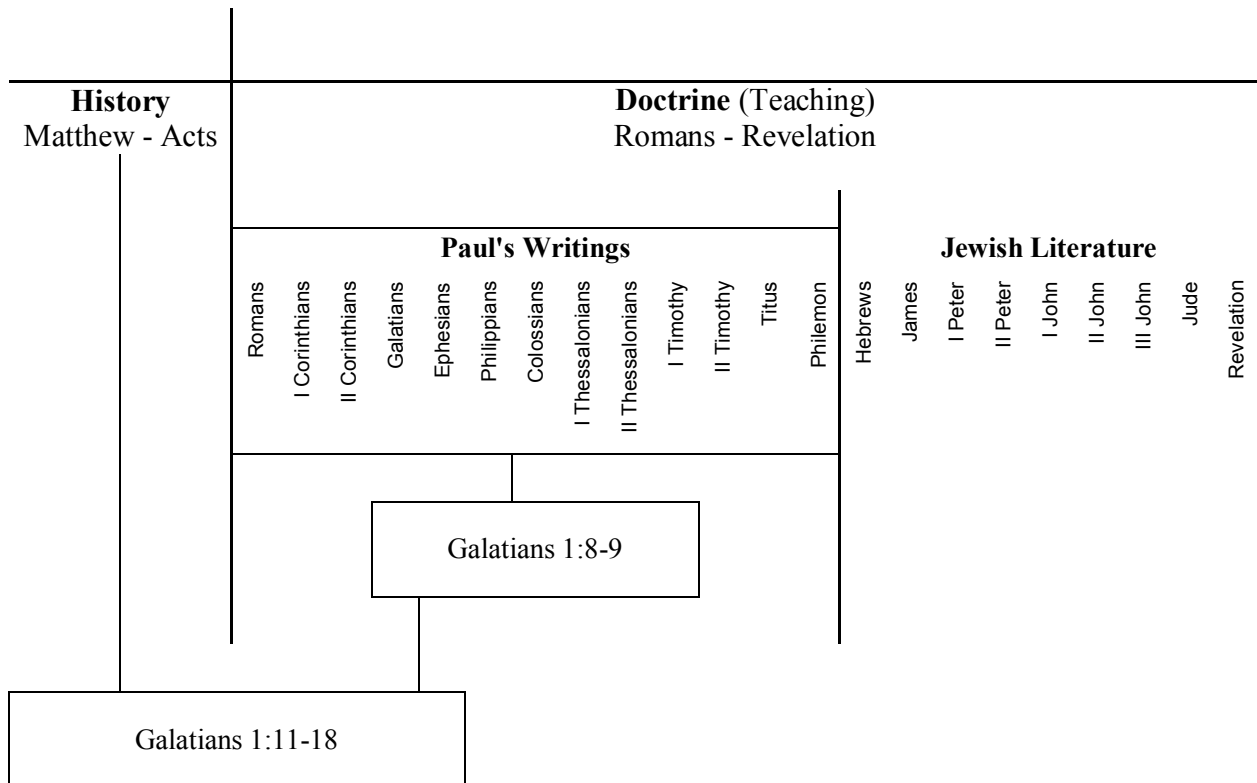 History
Matthew - Acts
Doctrine (Teaching)
Romans - Revelation
Paul's Writings
Romans
I Corinthians
II Corinthians
Galatians
Ephesians
Philippians
Colossians
I Thessalonians
II Thessalonians
I Timothy
II Timothy
Titus
Philemon
Jewish Literature
Hebrews
James
I Peter
II Peter
I John
II John
III John
Jude
Revelation
Galatians 1:8-9
Galatians 1:11-18